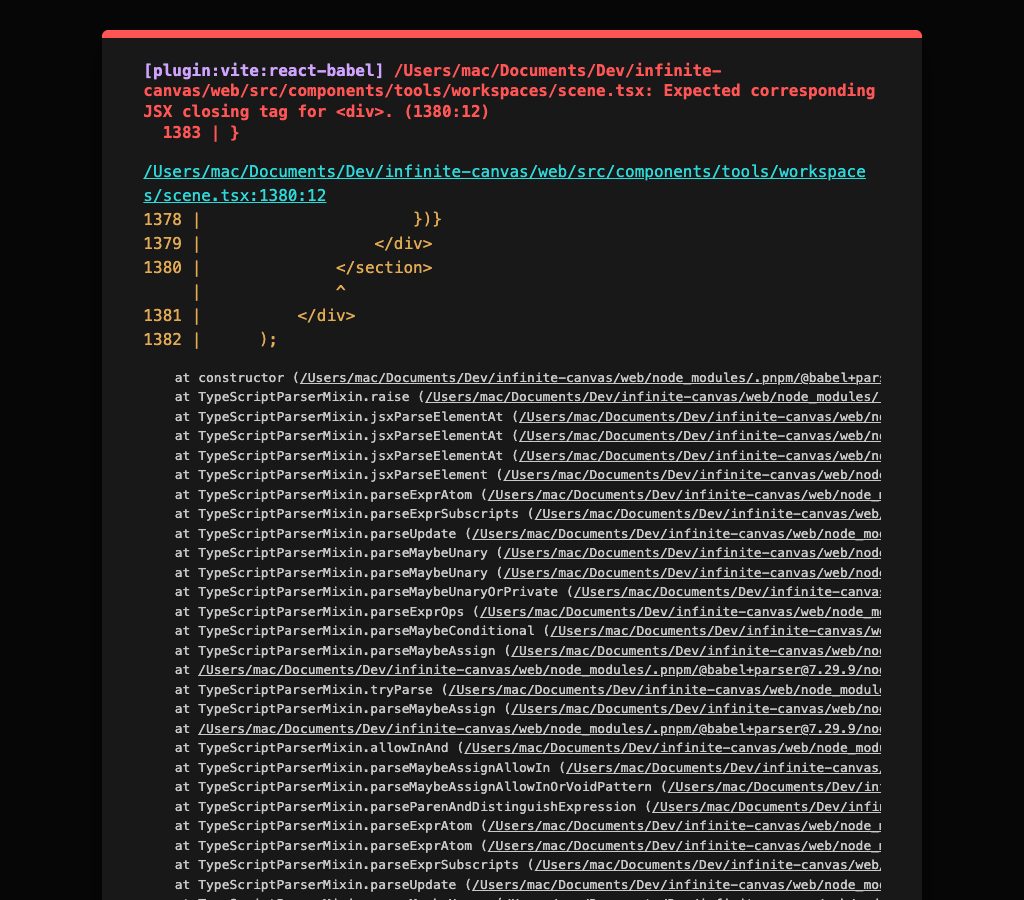 [plugin:vite:react-babel] /Users/mac/Documents/Dev/infinite-
canvas/web/src/components/tools/workspaces/scene.tsx: Expected corresponding
JSX closing tag for <div>. (1380:12)
  1383 | }
/Users/mac/Documents/Dev/infinite-canvas/web/src/components/tools/workspace
s/scene.tsx:1380:12
1378 |                      })}
1379 |                  </div>
1380 |              </section>
     |              ^
1381 |          </div>
1382 |      );
at constructor (/Users/mac/Documents/Dev/infinite-canvas/web/node_modules/.pnpm/@babel+pars
at TypeScriptParserMixin.raise (/Users/mac/Documents/Dev/infinite-canvas/web/node_modules/.
at TypeScriptParserMixin.jsxParseElementAt (/Users/mac/Documents/Dev/infinite-canvas/web/n
at TypeScriptParserMixin.jsxParseElementAt (/Users/mac/Documents/Dev/infinite-canvas/web/n
at TypeScriptParserMixin.jsxParseElementAt (/Users/mac/Documents/Dev/infinite-canvas/web/n
at TypeScriptParserMixin.jsxParseElement (/Users/mac/Documents/Dev/infinite-canvas/web/node
at TypeScriptParserMixin.parseExprAtom (/Users/mac/Documents/Dev/infinite-canvas/web/node_m
at TypeScriptParserMixin.parseExprSubscripts (/Users/mac/Documents/Dev/infinite-canvas/web/
at TypeScriptParserMixin.parseUpdate (/Users/mac/Documents/Dev/infinite-canvas/web/node_mo
at TypeScriptParserMixin.parseMaybeUnary (/Users/mac/Documents/Dev/infinite-canvas/web/node
at TypeScriptParserMixin.parseMaybeUnary (/Users/mac/Documents/Dev/infinite-canvas/web/node
at TypeScriptParserMixin.parseMaybeUnaryOrPrivate (/Users/mac/Documents/Dev/infinite-canvas
at TypeScriptParserMixin.parseExprOps (/Users/mac/Documents/Dev/infinite-canvas/web/node_m
at TypeScriptParserMixin.parseMaybeConditional (/Users/mac/Documents/Dev/infinite-canvas/w
at TypeScriptParserMixin.parseMaybeAssign (/Users/mac/Documents/Dev/infinite-canvas/web/nod
at /Users/mac/Documents/Dev/infinite-canvas/web/node_modules/.pnpm/@babel+parser@7.29.9/nod
at TypeScriptParserMixin.tryParse (/Users/mac/Documents/Dev/infinite-canvas/web/node_modul
at TypeScriptParserMixin.parseMaybeAssign (/Users/mac/Documents/Dev/infinite-canvas/web/nod
at /Users/mac/Documents/Dev/infinite-canvas/web/node_modules/.pnpm/@babel+parser@7.29.9/nod
at TypeScriptParserMixin.allowInAnd (/Users/mac/Documents/Dev/infinite-canvas/web/node_mod
at TypeScriptParserMixin.parseMaybeAssignAllowIn (/Users/mac/Documents/Dev/infinite-canvas/
at TypeScriptParserMixin.parseMaybeAssignAllowInOrVoidPattern (/Users/mac/Documents/Dev/in
at TypeScriptParserMixin.parseParenAndDistinguishExpression (/Users/mac/Documents/Dev/infi
at TypeScriptParserMixin.parseExprAtom (/Users/mac/Documents/Dev/infinite-canvas/web/node_m
at TypeScriptParserMixin.parseExprAtom (/Users/mac/Documents/Dev/infinite-canvas/web/node_m
at TypeScriptParserMixin.parseExprSubscripts (/Users/mac/Documents/Dev/infinite-canvas/web/
at TypeScriptParserMixin.parseUpdate (/Users/mac/Documents/Dev/infinite-canvas/web/node_mo